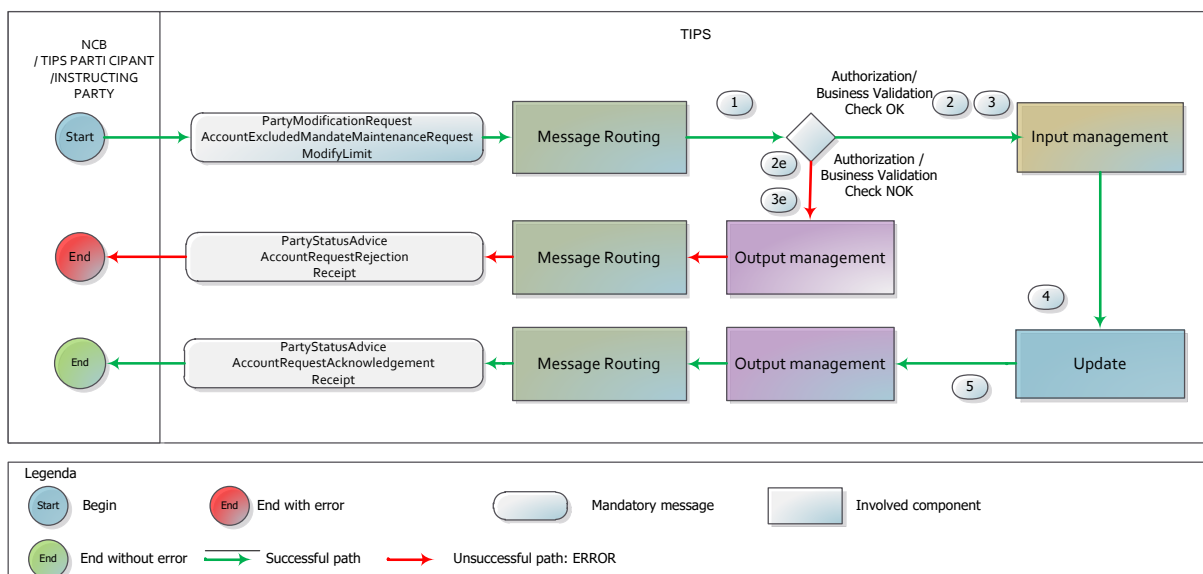 NCB
/ TIPS PARTI CIPANT
/INSTRUCTING
PARTY
TIPS
Start
PartyModificationRequest
AccountExcludedMandateMaintenanceRequest
ModifyLimit
Message Routing
1
Authorization/
Business Validation
Check OK
2
3
Input management
2e
3e
Authorization /
Business Validation
Check NOK
End
PartyStatusAdvice
AccountRequestRejection
Receipt
Message Routing
Output management
4
End
PartyStatusAdvice
AccountRequestAcknowledgement
Receipt
Message Routing
Output management
5
Update
Legenda
Start
Begin
End
End with error
Mandatory message
Involved component
End
End without error
Successful path
Unsuccessful path: ERROR